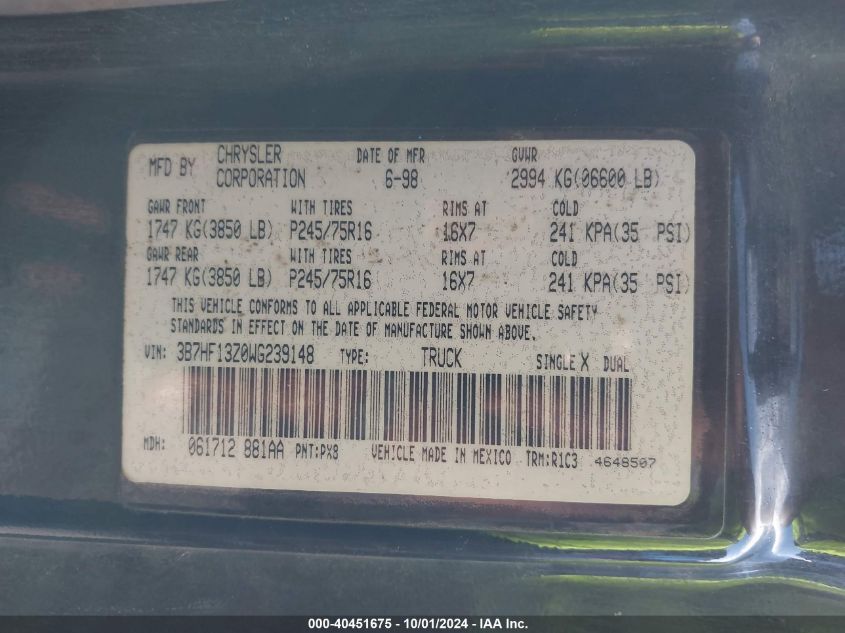 MFD BY CHRYSLER CORPORATION DATE OF MFR 6-98 GVWR 2994 KG(06600 LB)
GAWR FRONT WITH TIRES RIMS AT COLD
1747 KG(3850 LB) P245/75R16 16X7 241 KPA(35 PSI)
GAWR REAR WITH TIRES RIMS AT COLD
1747 KG(3850 LB) P245/75R16 16X7 241 KPA(35 PSI)
THIS VEHICLE CONFORMS TO ALL APPLICABLE FEDERAL MOTOR VEHICLE SAFETY
STANDARDS IN EFFECT ON THE DATE OF MANUFACTURE SHOWN ABOVE.
VIN: 3B7HF13Z0WG239148 TYPE: TRUCK SINGLE X DUAL
MDH: 061712 881AA PNT:PX8 VEHICLE MADE IN MEXICO TRM:R1C3 4648507
000-40451675 - 10/01/2024 - IAA Inc.